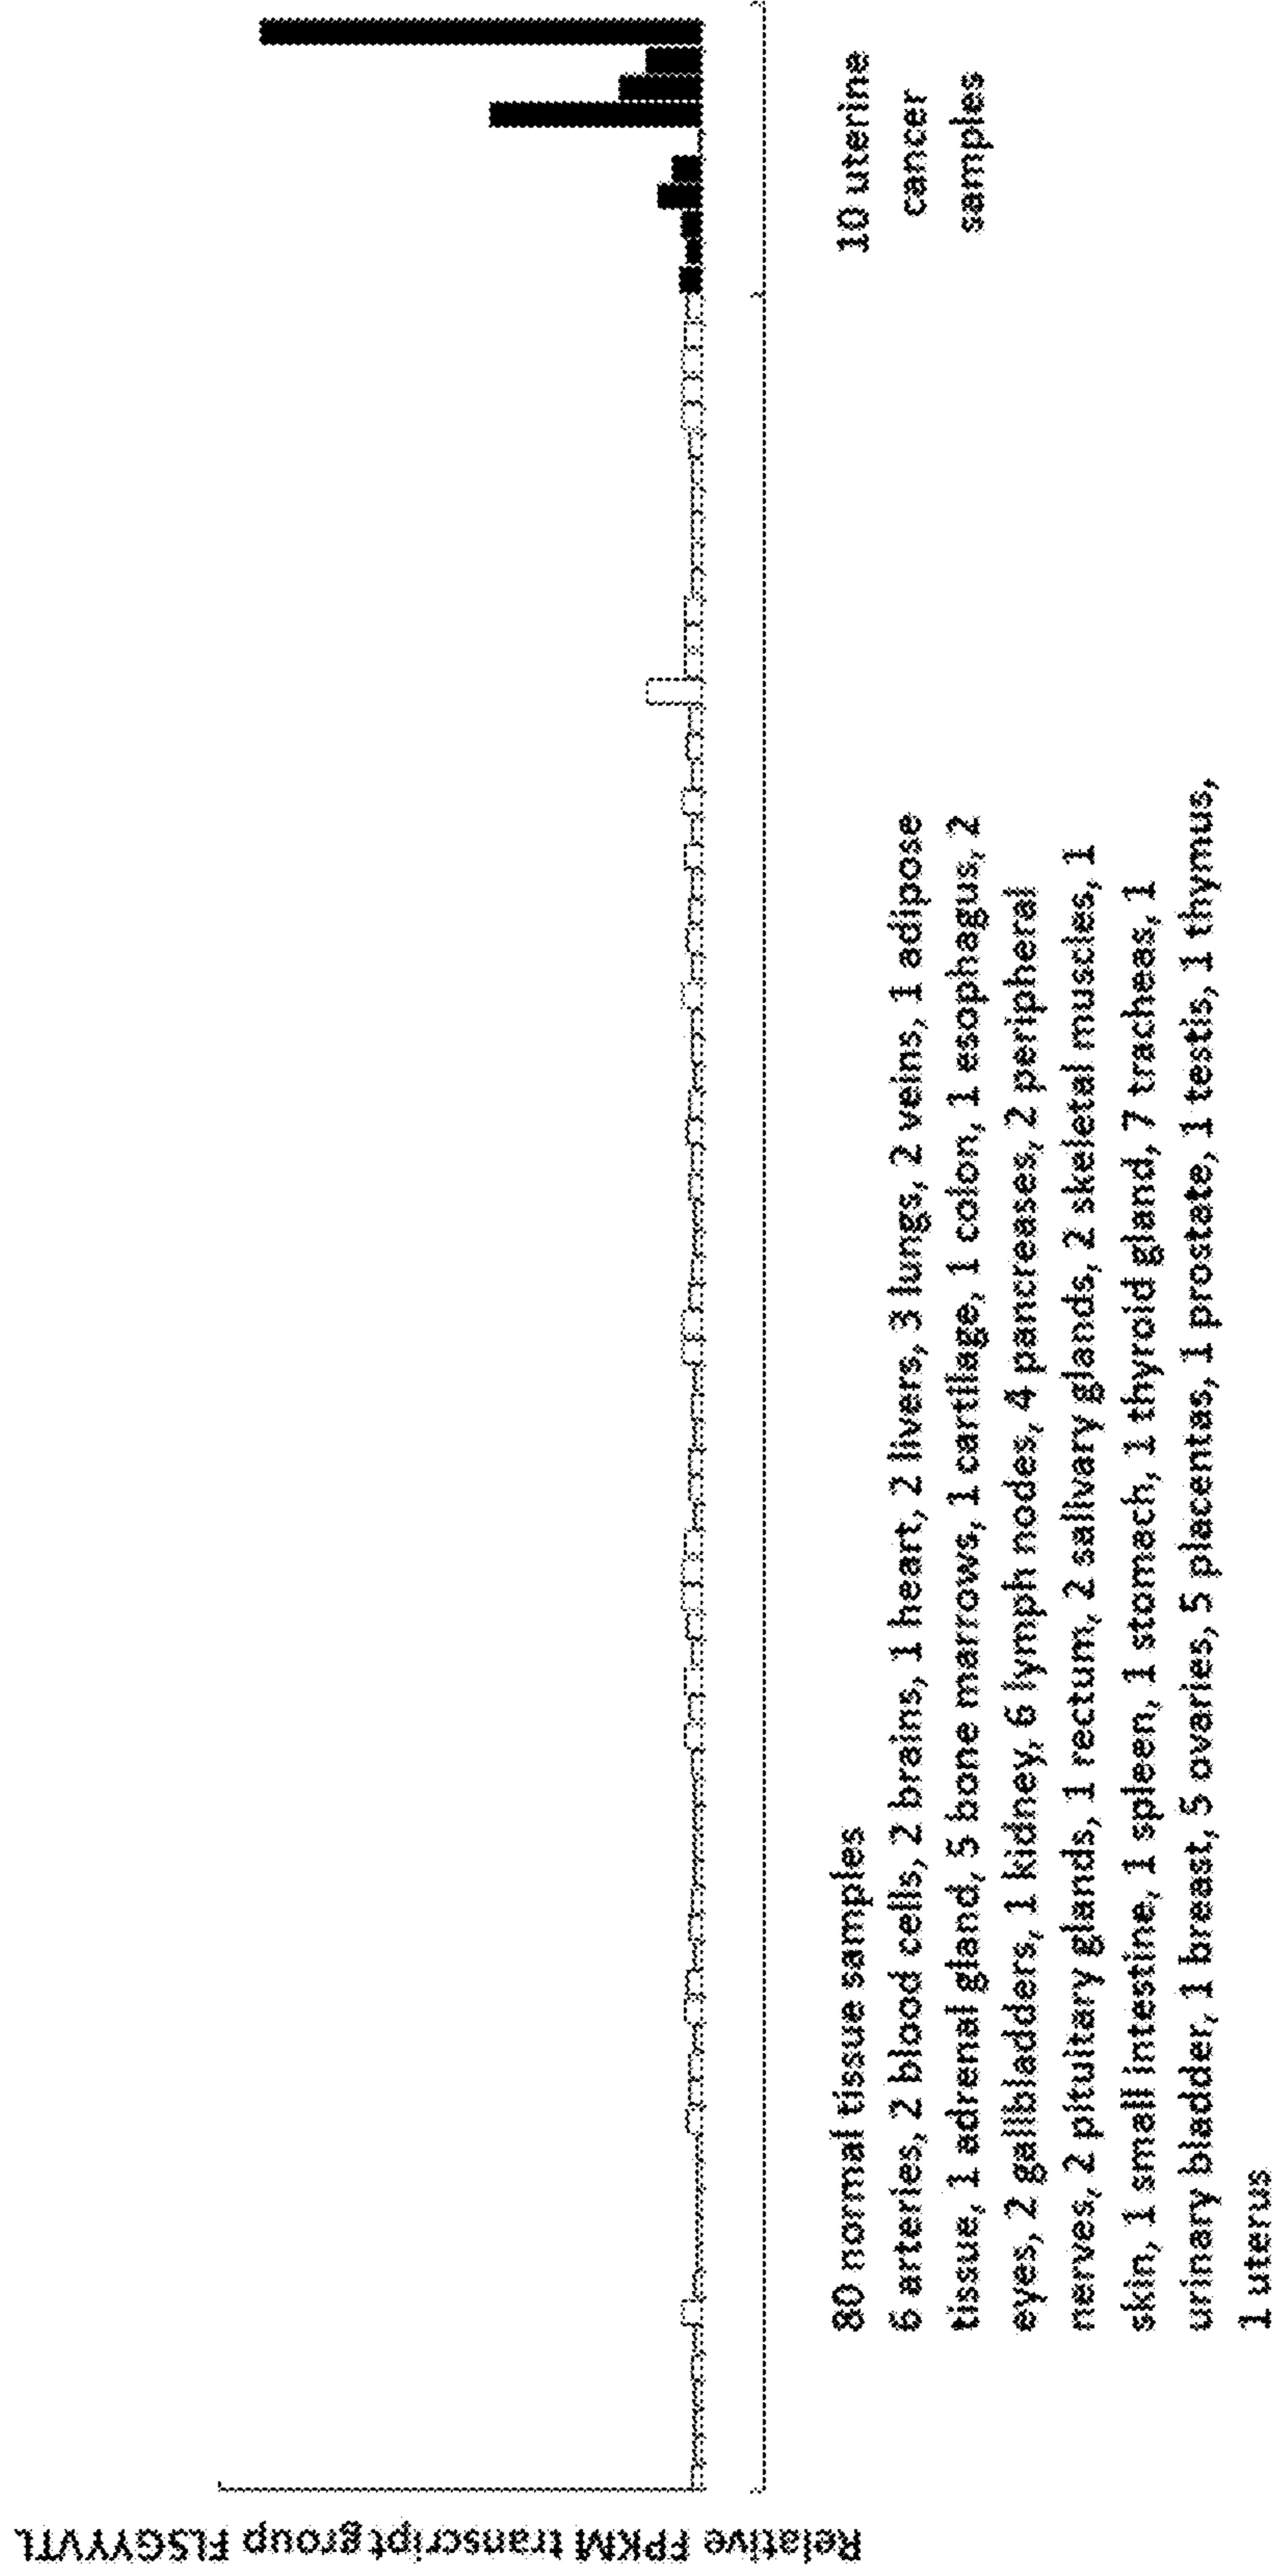 Relative FPKM transcript group FLSGYYVTL
80 normal tissue samples
6 arteries, 2 blood cells, 2 brains, 1 heart, 2 livers, 3 lungs, 2 veins, 1 adipose
tissue, 1 adrenal gland, 5 bone marrows, 1 cartilage, 1 colon, 1 esophagus, 2
eyes, 2 gallbladders, 1 kidney, 6 lymph nodes, 4 pancreases, 2 peripheral
nerves, 2 pituitary glands, 1 rectum, 2 salivary glands, 2 skeletal muscles, 1
skin, 1 small intestine, 1 spleen, 1 stomach, 1 thyroid gland, 7 tracheas, 1
urinary bladder, 1 breast, 5 ovaries, 5 placentas, 1 prostate, 1 testis, 1 thymus,
1 uterus
10 uterine
cancer
samples